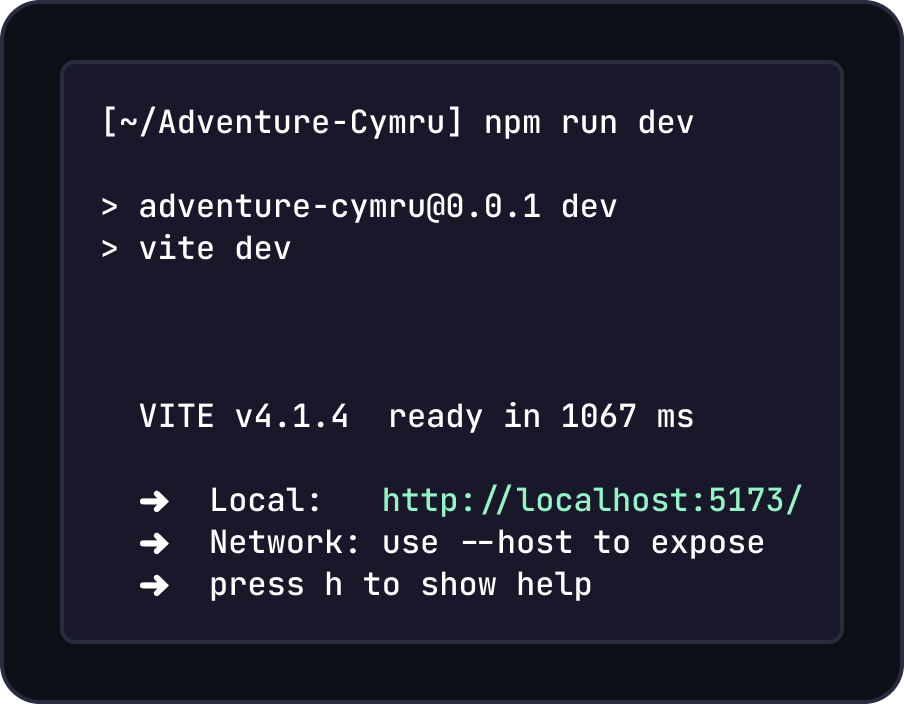 [~/Adventure-Cymru] npm run dev
> adventure-cymru@0.0.1 dev
> vite dev
VITE v4.1.4  ready in 1067 ms
➜  Local:   http://localhost:5173/
➜  Network: use --host to expose
➜  press h to show help